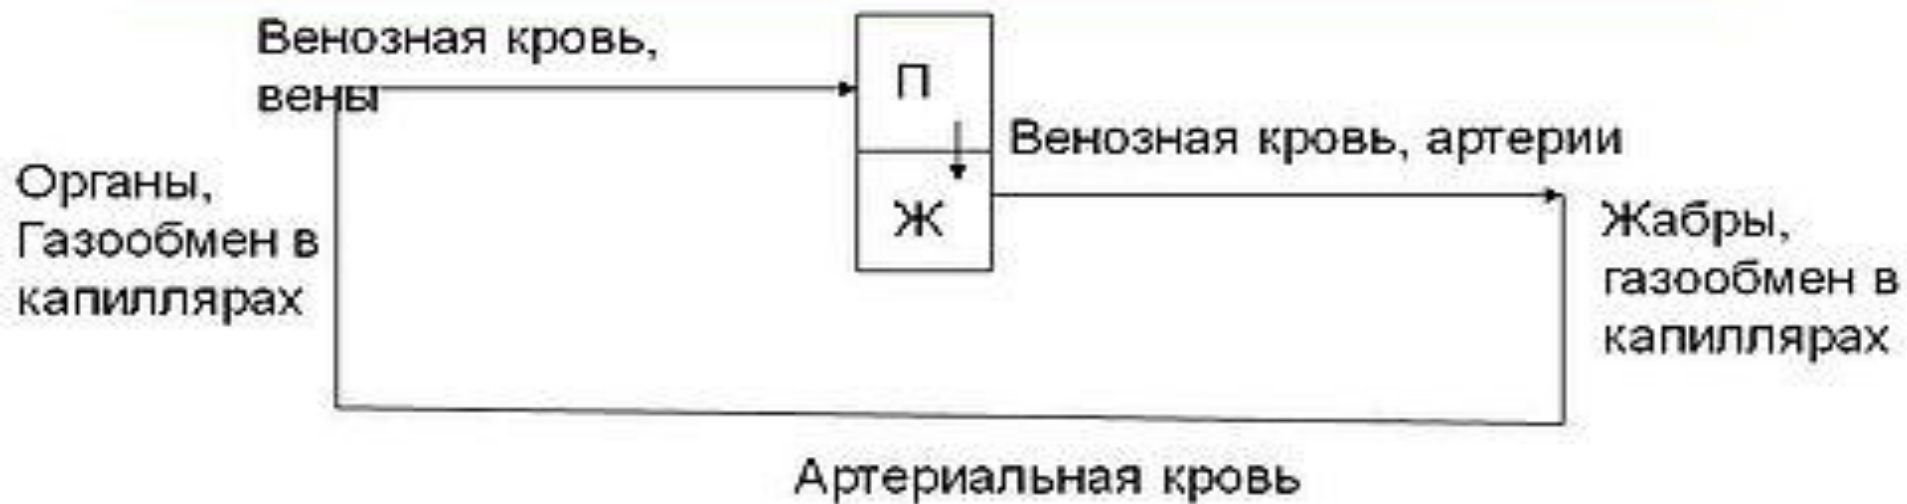 Венозная кровь,
вены
П
Венозная кровь, артерии
Органы,
Газообмен в
капиллярах
Ж
Жабры,
газообмен в
капиллярах
Артериальная кровь